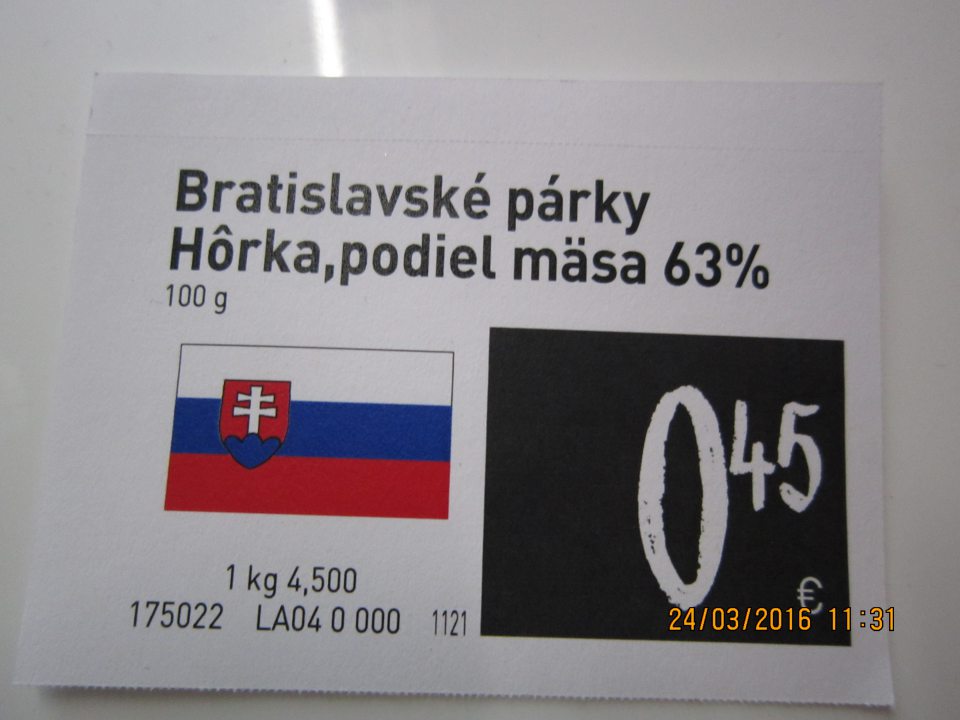 Bratislavské párky
Hôrka,podiel mäsa 63%
100 g
0 45
€
1 kg 4,500
175022 LA04 0 000 1121
24/03/2016 11:31